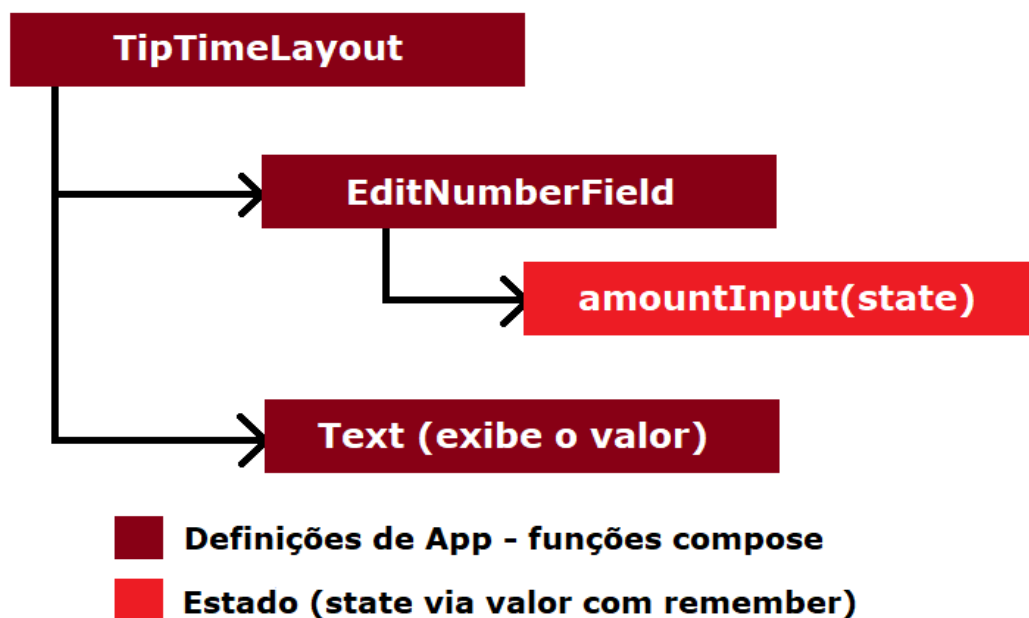 TipTimeLayout
EditNumberField
amountInput(state)
Text (exibe o valor)
Definições de App - funções compose
Estado (state via valor com remember)